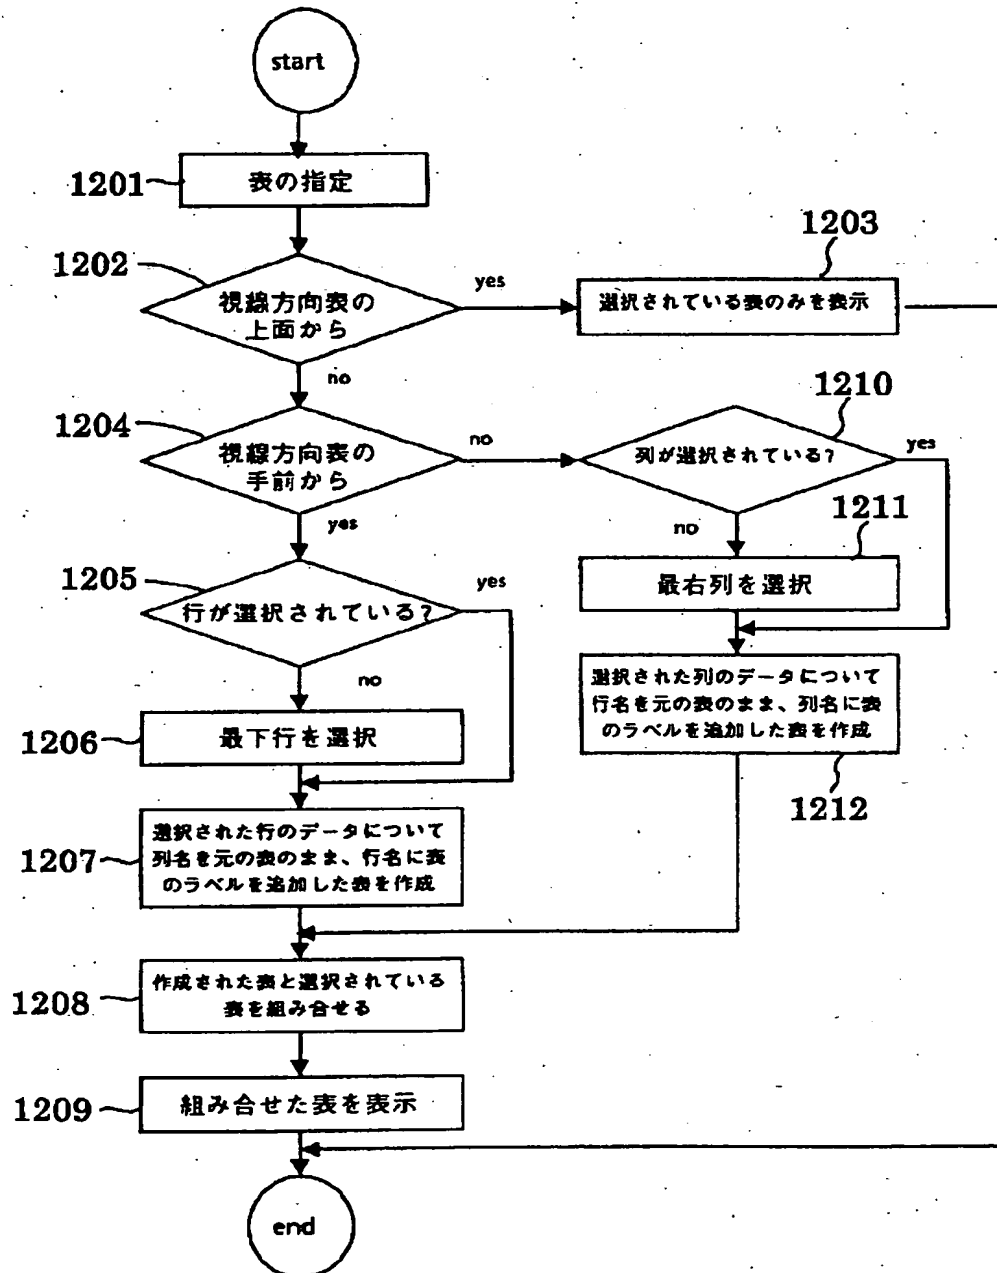 start
1201
表の指定
1202
視線方向表の
上面から
yes
1203
選択されている表のみを表示
no
1204
視線方向表の
手前から
no
1210
列が選択されている?
yes
yes
no
1211
最右列を選択
1205
行が選択されている?
yes
no
1206
最下行を選択
選択された列のデータについて
行名を元の表のまま、列名に表
のラベルを追加した表を作成
1212
1207
選択された行のデータについて
列名を元の表のまま、行名に表
のラベルを追加した表を作成
1208
作成された表と選択されている
表を組み合せる
1209
組み合せた表を表示
end